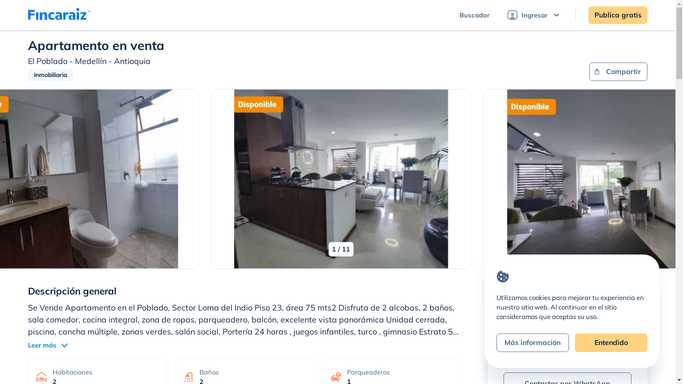 Fincaraiz
Buscador
Ingresar
Publica gratis
Apartamento en venta
El Poblado - Medellín - Antioquia
Inmobiliaria
Compartir
Disponible
Disponible
1 / 11
Descripción general
Se Vende Apartamento en el Poblado, Sector Loma del Indio Piso 23, área 75 mts2 Disfruta de 2 alcobas, 2 baños,
sala comedor, cocina integral, zona de ropas, parqueadero, balcón, excelente vista panorámica Unidad cerrada,
piscina, cancha múltiple, zonas verdes, salón social, Portería 24 horas , juegos infantiles, turco , gimnasio Estrato 5...
Leer más
Habitaciones
2
Baños
2
Parqueaderos
1
Utilizamos cookies para mejorar tu experiencia en
nuestro sitio web. Al continuar en el sitio
consideramos que aceptas su uso.
Más información
Entendido
Contactar por WhatsApp